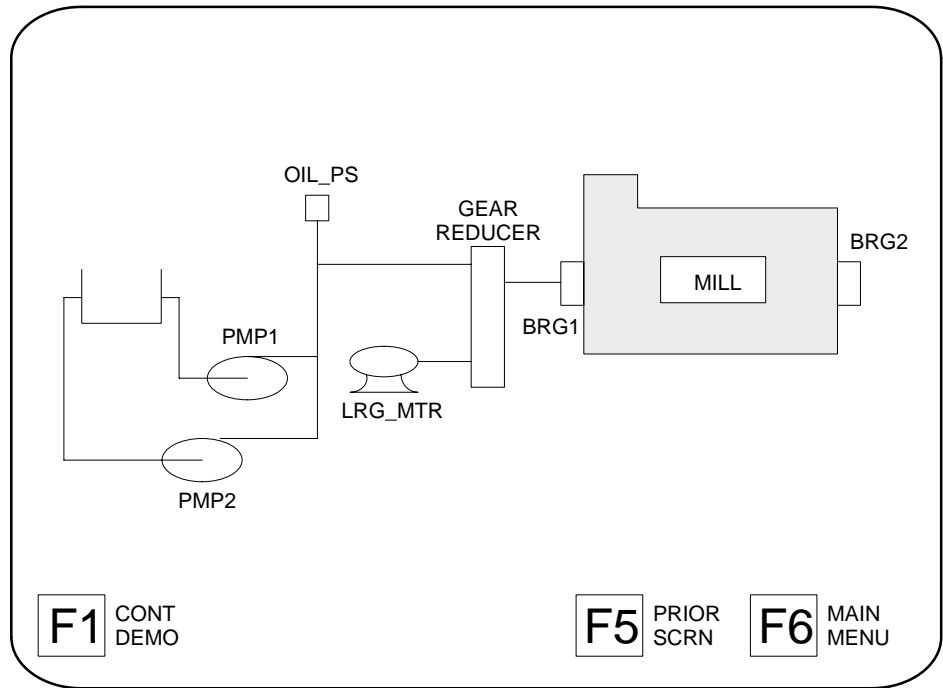 OIL_PS
GEAR
REDUCER
BRG2
MILL
BRG1
PMP1
LRG_MTR
PMP2
F1 CONT
DEMO
F5 PRIOR
SCRN
F6 MAIN
MENU